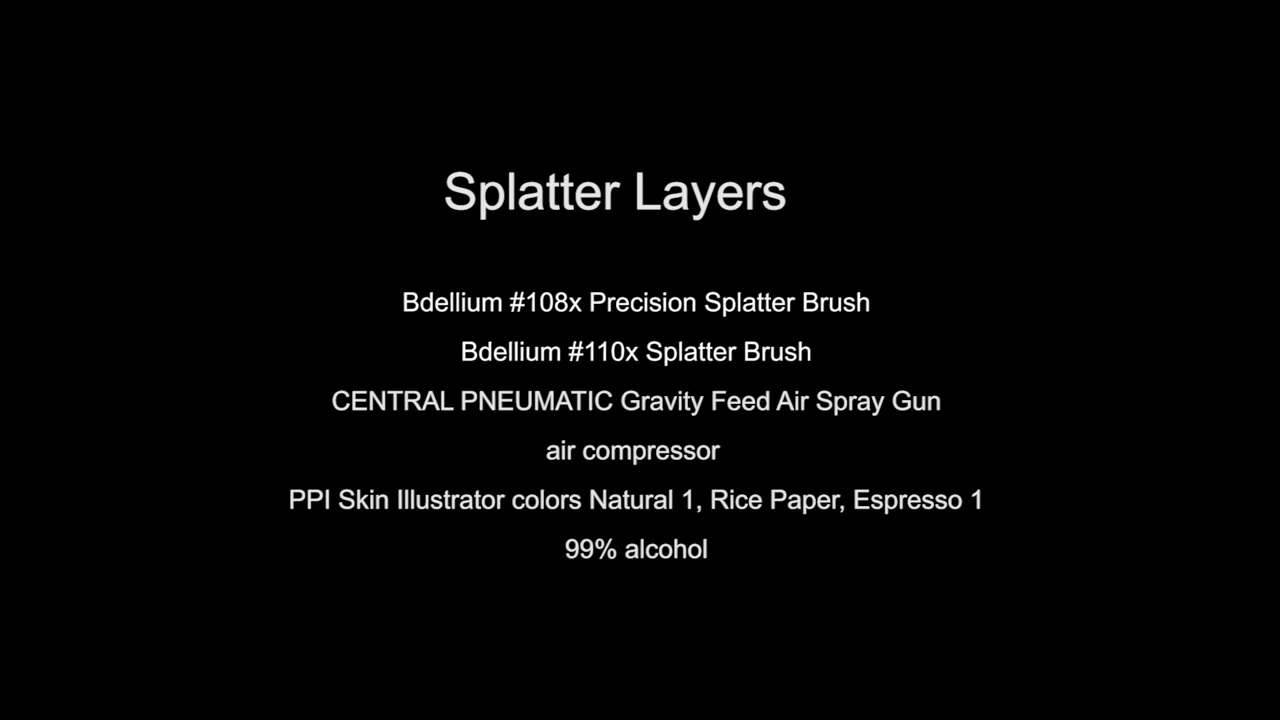 Splatter Layers
Bdellium #108x Precision Splatter Brush
Bdellium #110x Splatter Brush
CENTRAL PNEUMATIC Gravity Feed Air Spray Gun
air compressor
PPI Skin Illustrator colors Natural 1, Rice Paper, Espresso 1
99% alcohol